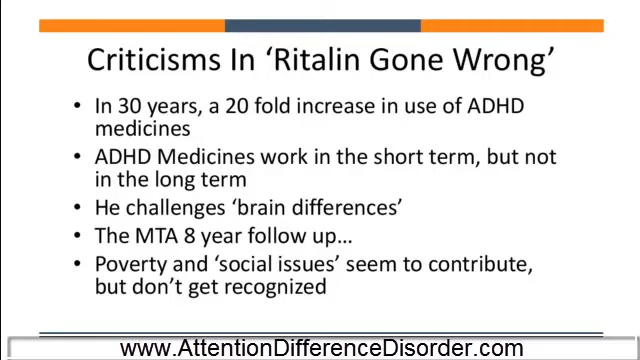 Criticisms In ‘Ritalin Gone Wrong’
• In 30 years, a 20 fold increase in use of ADHD
medicines
• ADHD Medicines work in the short term, but not
in the long term
• He challenges ‘brain differences’
• The MTA 8 year follow up…
• Poverty and ‘social issues’ seem to contribute,
but don’t get recognized
www.AttentionDifferenceDisorder.com